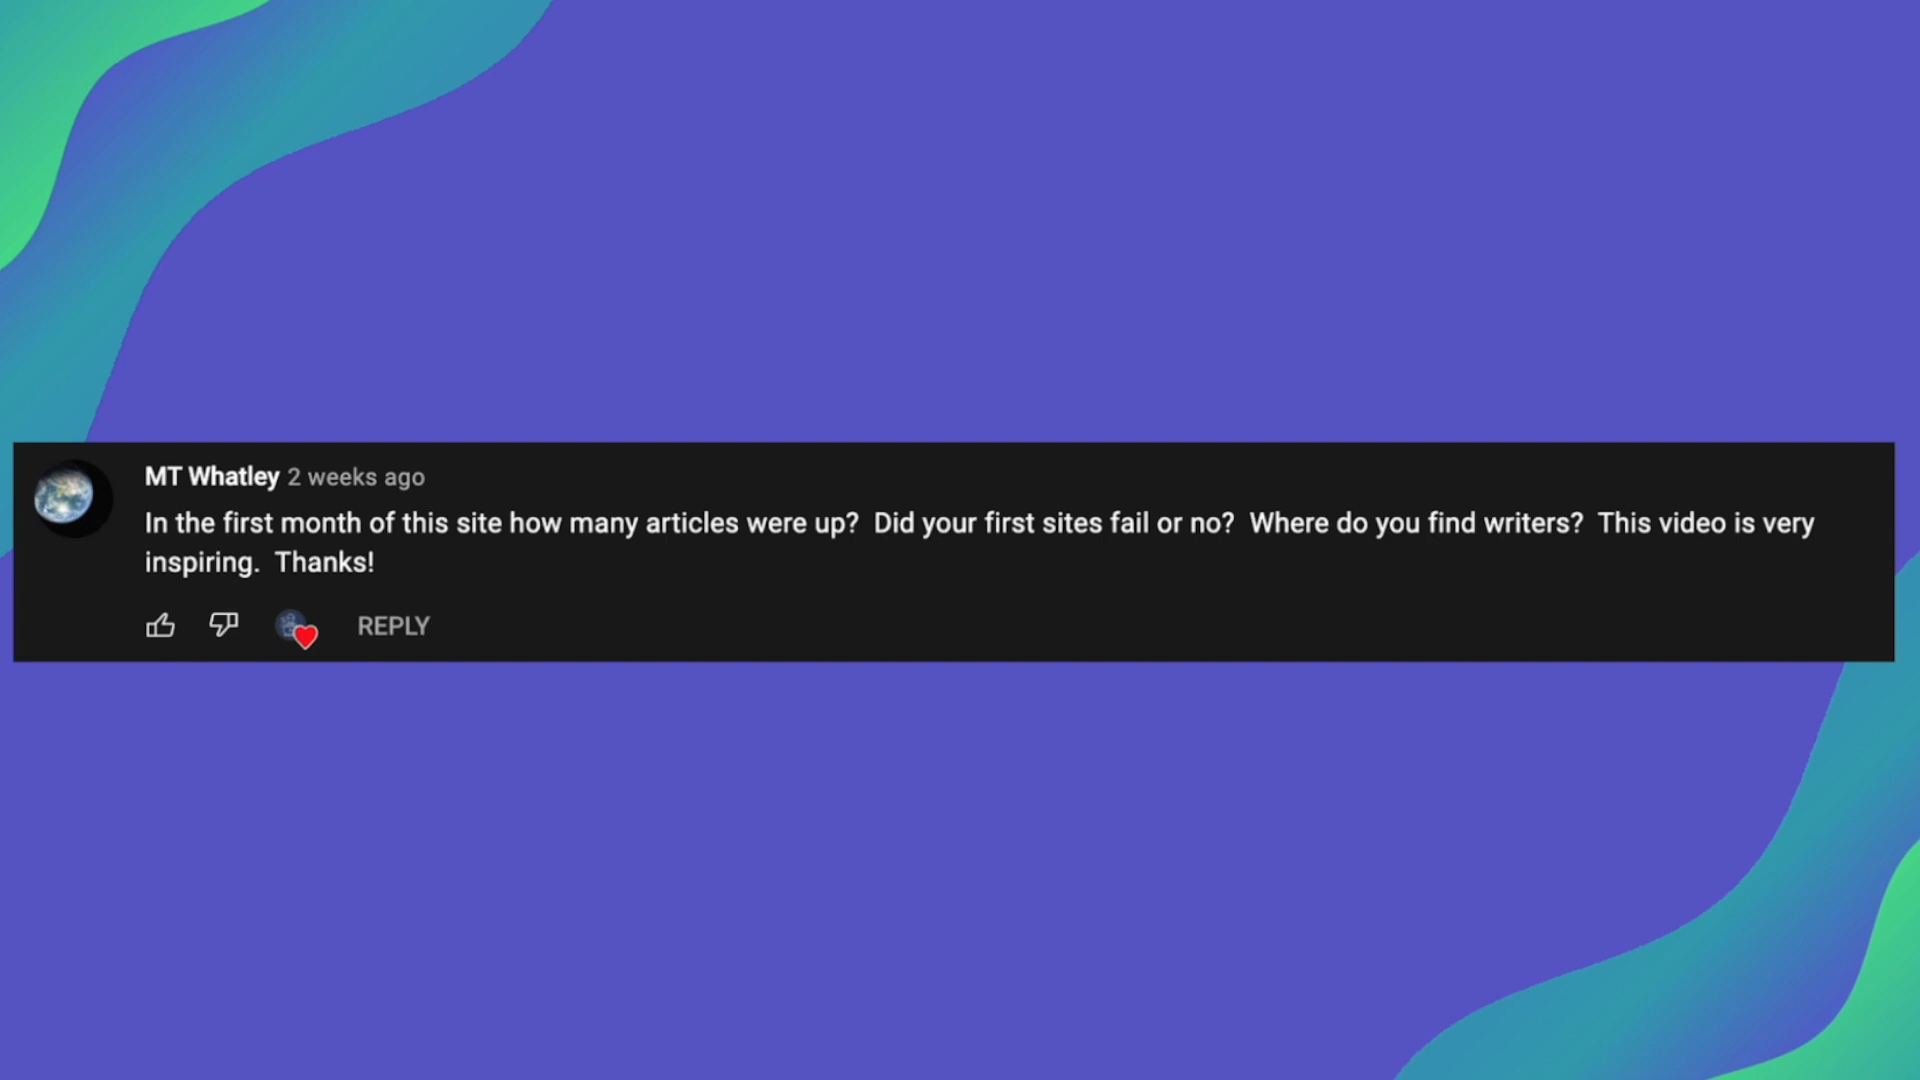 MT Whatley 2 weeks ago
In the first month of this site how many articles were up?  Did your first sites fail or no?  Where do you find writers?  This video is very
inspiring.  Thanks!
REPLY